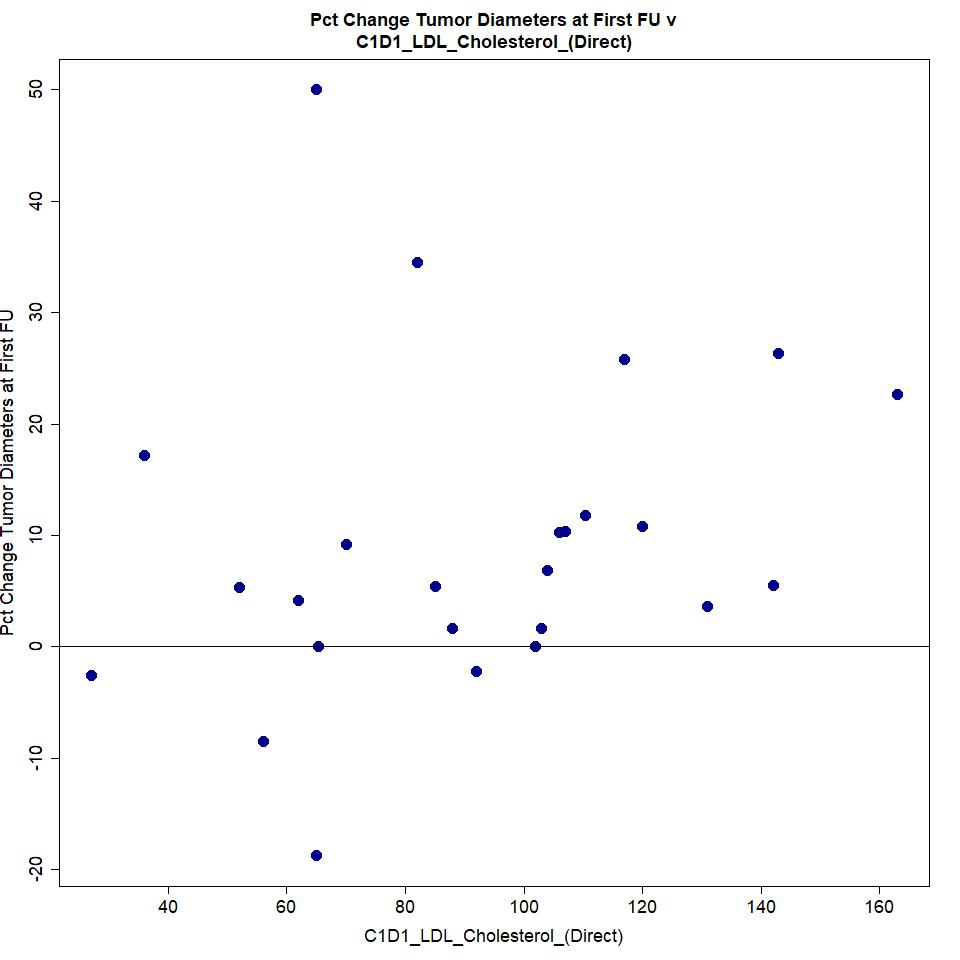 Pct Change Tumor Diameters at First FU v
C1D1_LDL_Cholesterol_(Direct)
Pct Change Tumor Diameters at First FU
50
40
30
20
10
0
-10
-20
40 60 80 100 120 140 160
C1D1_LDL_Cholesterol_(Direct)